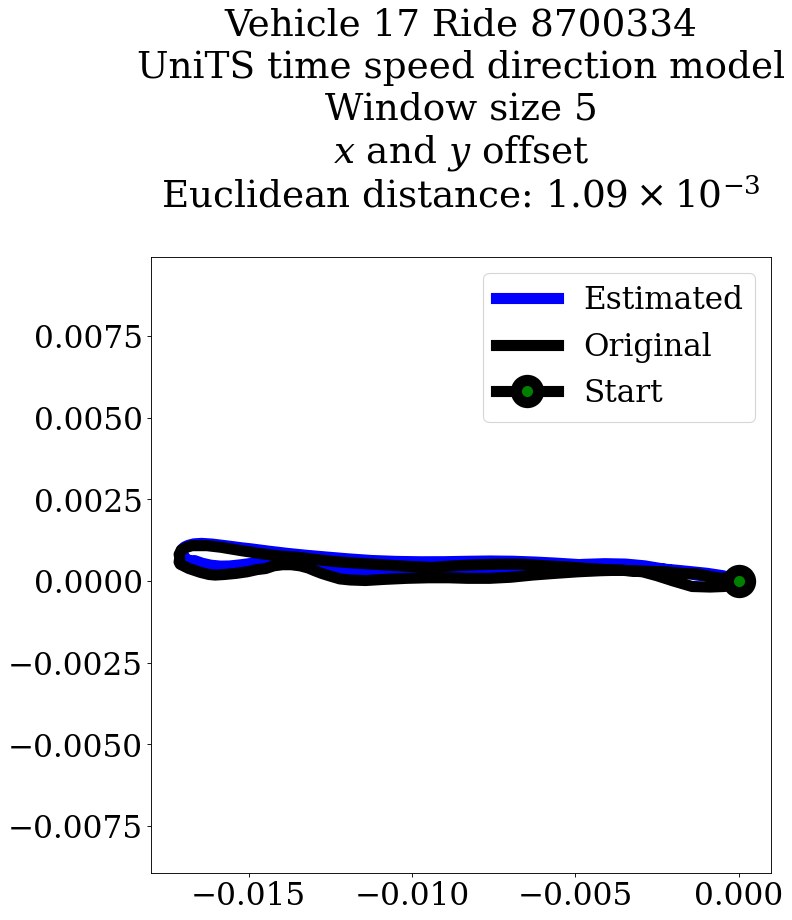 Vehicle 17 Ride 8700334
UniTS time speed direction model
Window size 5
x and y offset
Euclidean distance: 1.09 × 10⁻³
Estimated
Original
Start
0.0075
0.0050
0.0025
0.0000
−0.0025
−0.0050
−0.0075
−0.015 −0.010 −0.005 0.000